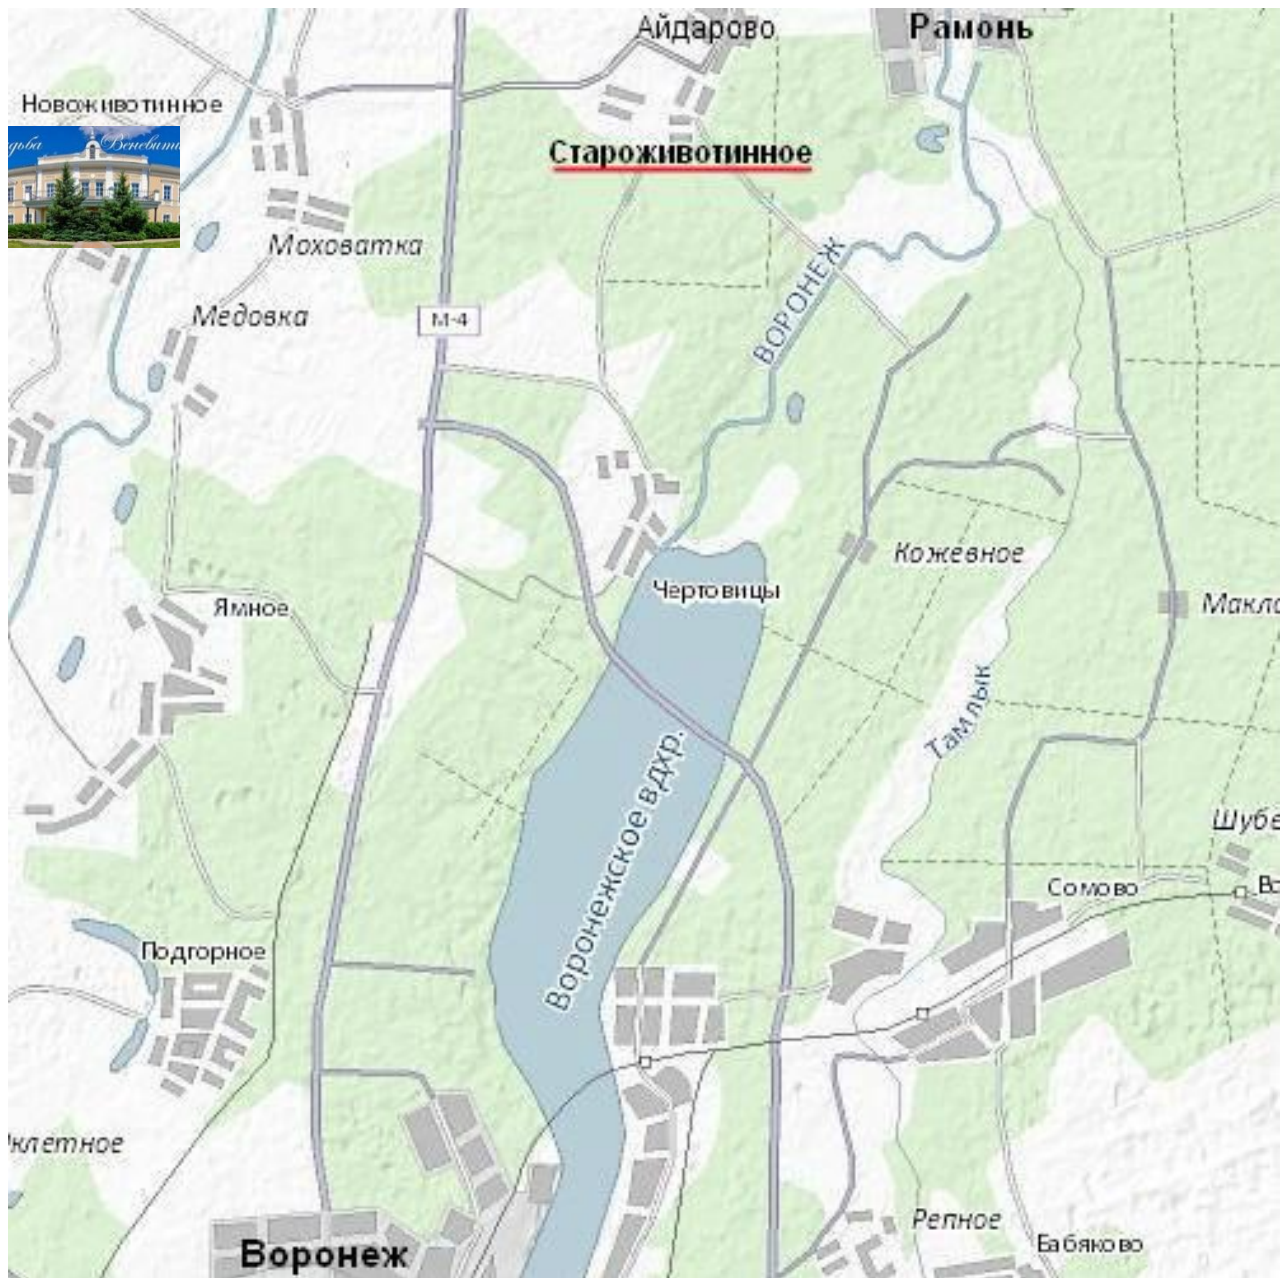 Айдарово
Рамонь
Новоживотинное
Староживотинное
Моховатка
Медовка
М-4
ВОРОНЕЖ
Кожевное
Чертовицы
Ямное
Тамлык
Воронежское вдхр.
Сомово
Подгорное
Репное
Бабяково
Воронеж